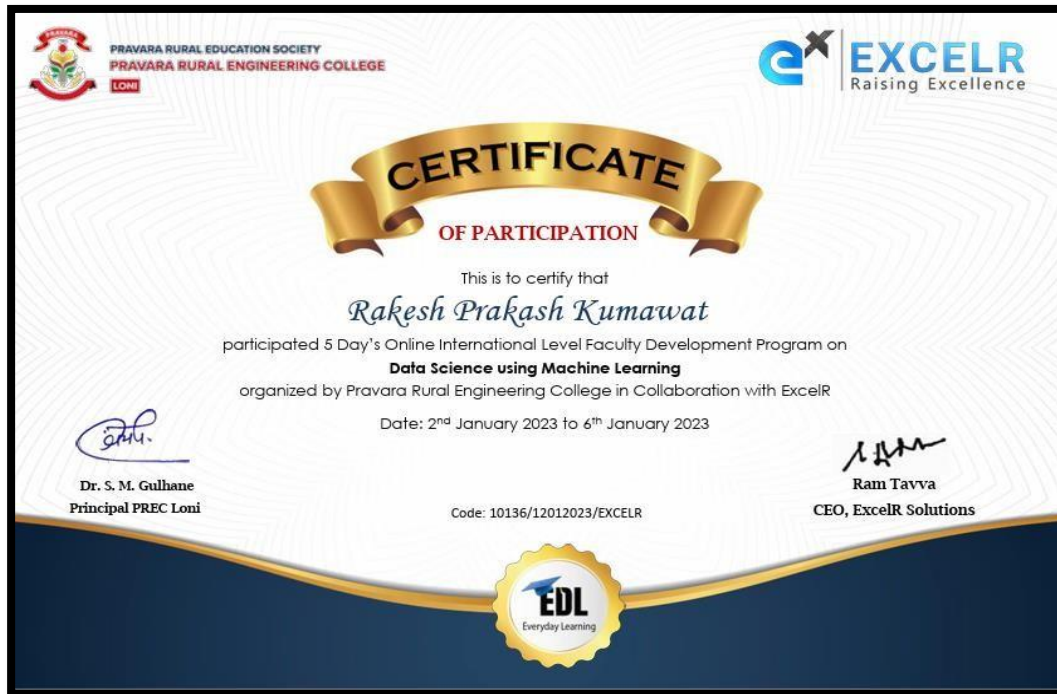 PRAVARA RURAL EDUCATION SOCIETY
PRAVARA RURAL ENGINEERING COLLEGE
LONI
PRAVARA
ex EXCELR
Raising Excellence
CERTIFICATE
OF PARTICIPATION
This is to certify that
Rakesh Prakash Kumawat
participated 5 Day's Online International Level Faculty Development Program on
Data Science using Machine Learning
organized by Pravara Rural Engineering College in Collaboration with ExcelR
Date: 2nd January 2023 to 6th January 2023
Dr. S. M. Gulhane
Principal PREC Loni
Ram Tavva
CEO, ExcelR Solutions
Code: 10136/12012023/EXCELR
EDL
Everyday Learning